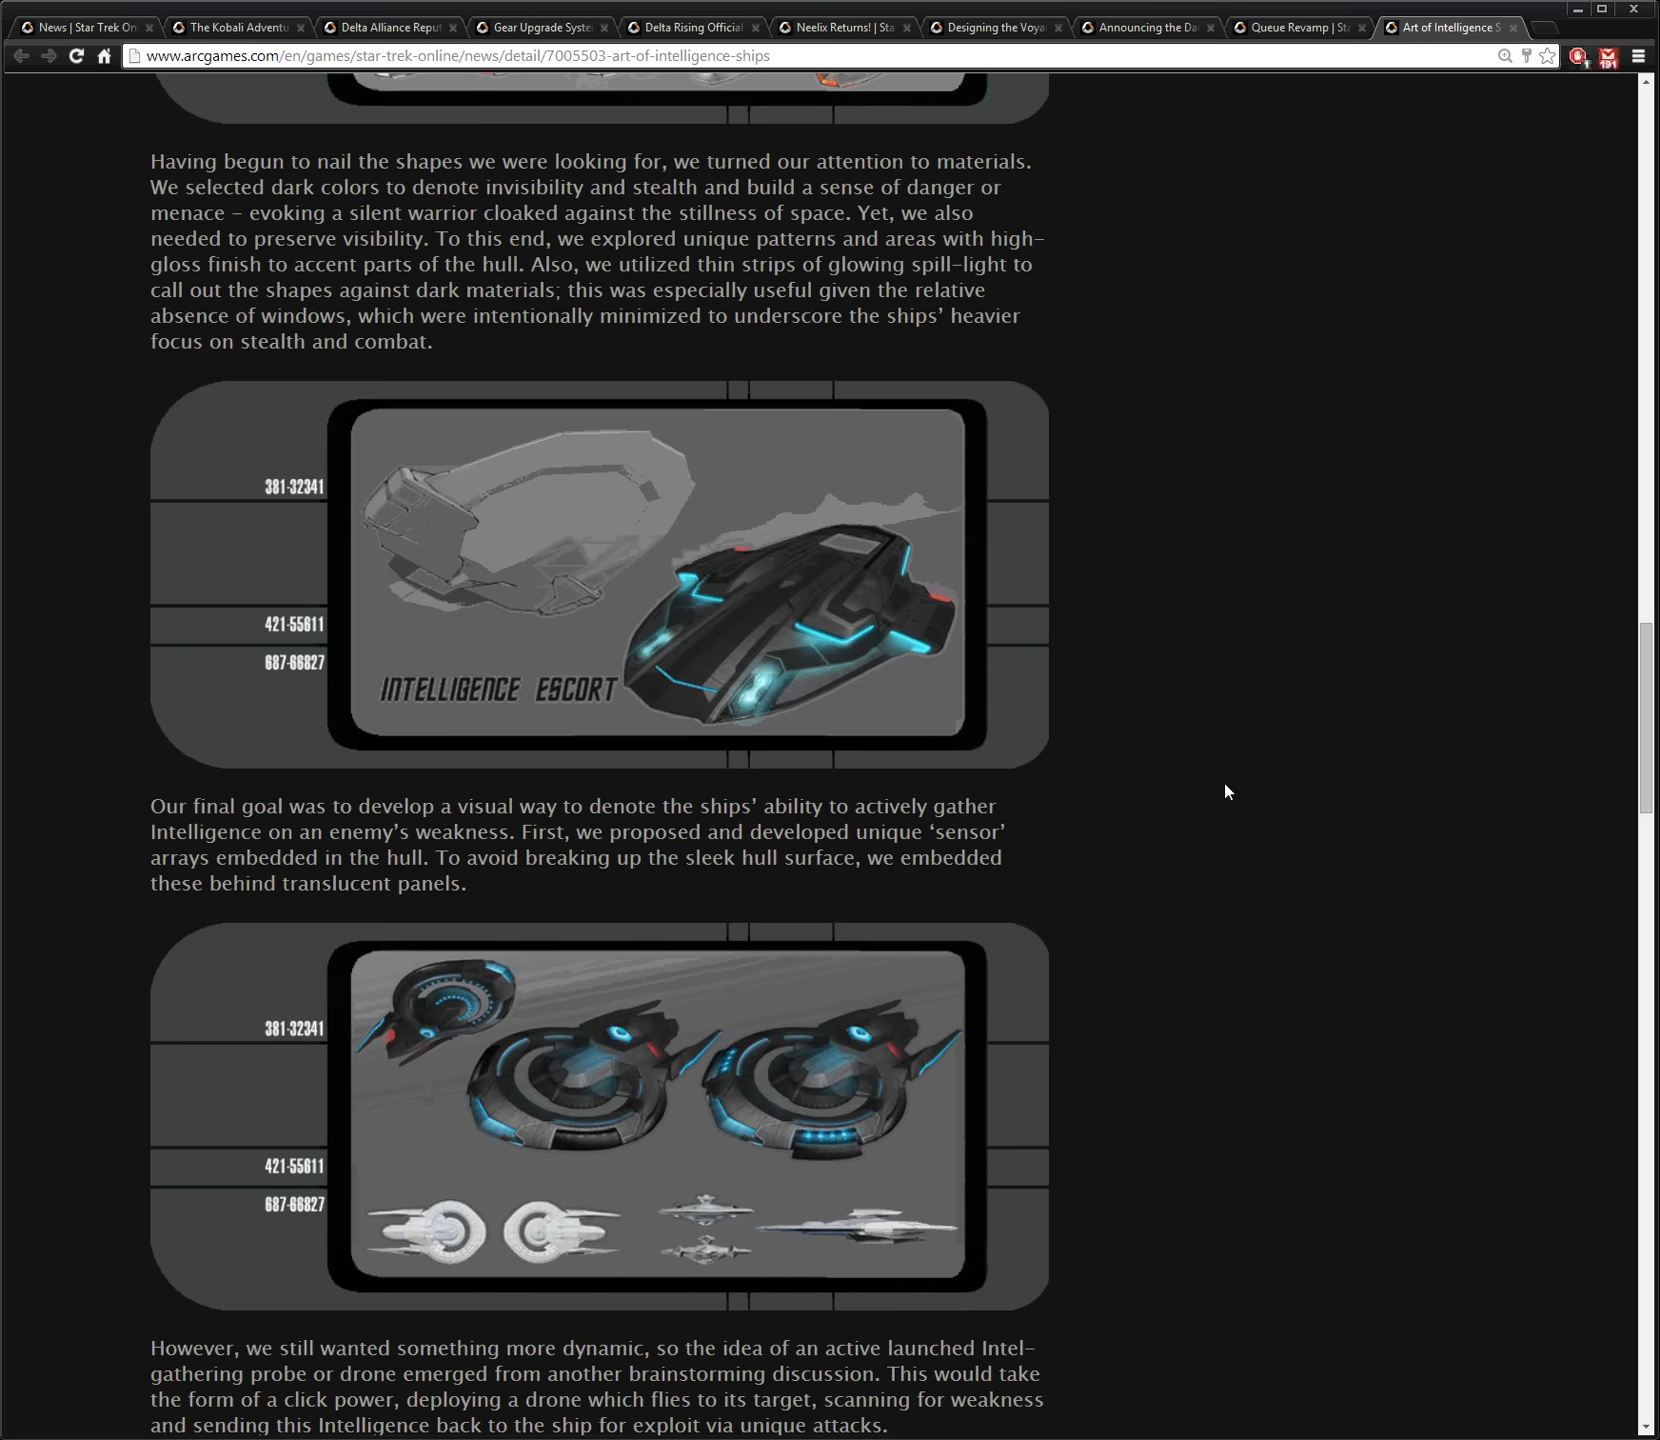 News | Star Trek On
The Kobali Adventu
Delta Alliance Reput
Gear Upgrade Syste
Delta Rising Official
Neelix Returns! | Sta
Designing the Voya
Announcing the Da
Queue Revamp | Sta
Art of Intelligence S
www.arcgames.com/en/games/star-trek-online/news/detail/7005503-art-of-intelligence-ships
1
191
Having begun to nail the shapes we were looking for, we turned our attention to materials.
We selected dark colors to denote invisibility and stealth and build a sense of danger or
menace – evoking a silent warrior cloaked against the stillness of space. Yet, we also
needed to preserve visibility. To this end, we explored unique patterns and areas with high-
gloss finish to accent parts of the hull. Also, we utilized thin strips of glowing spill-light to
call out the shapes against dark materials; this was especially useful given the relative
absence of windows, which were intentionally minimized to underscore the ships’ heavier
focus on stealth and combat.
381-32341
421-55611
687-66827
INTELLIGENCE ESCORT
Our final goal was to develop a visual way to denote the ships’ ability to actively gather
Intelligence on an enemy’s weakness. First, we proposed and developed unique ‘sensor’
arrays embedded in the hull. To avoid breaking up the sleek hull surface, we embedded
these behind translucent panels.
381-32341
421-55611
687-66827
However, we still wanted something more dynamic, so the idea of an active launched Intel-
gathering probe or drone emerged from another brainstorming discussion. This would take
the form of a click power, deploying a drone which flies to its target, scanning for weakness
and sending this Intelligence back to the ship for exploit via unique attacks.